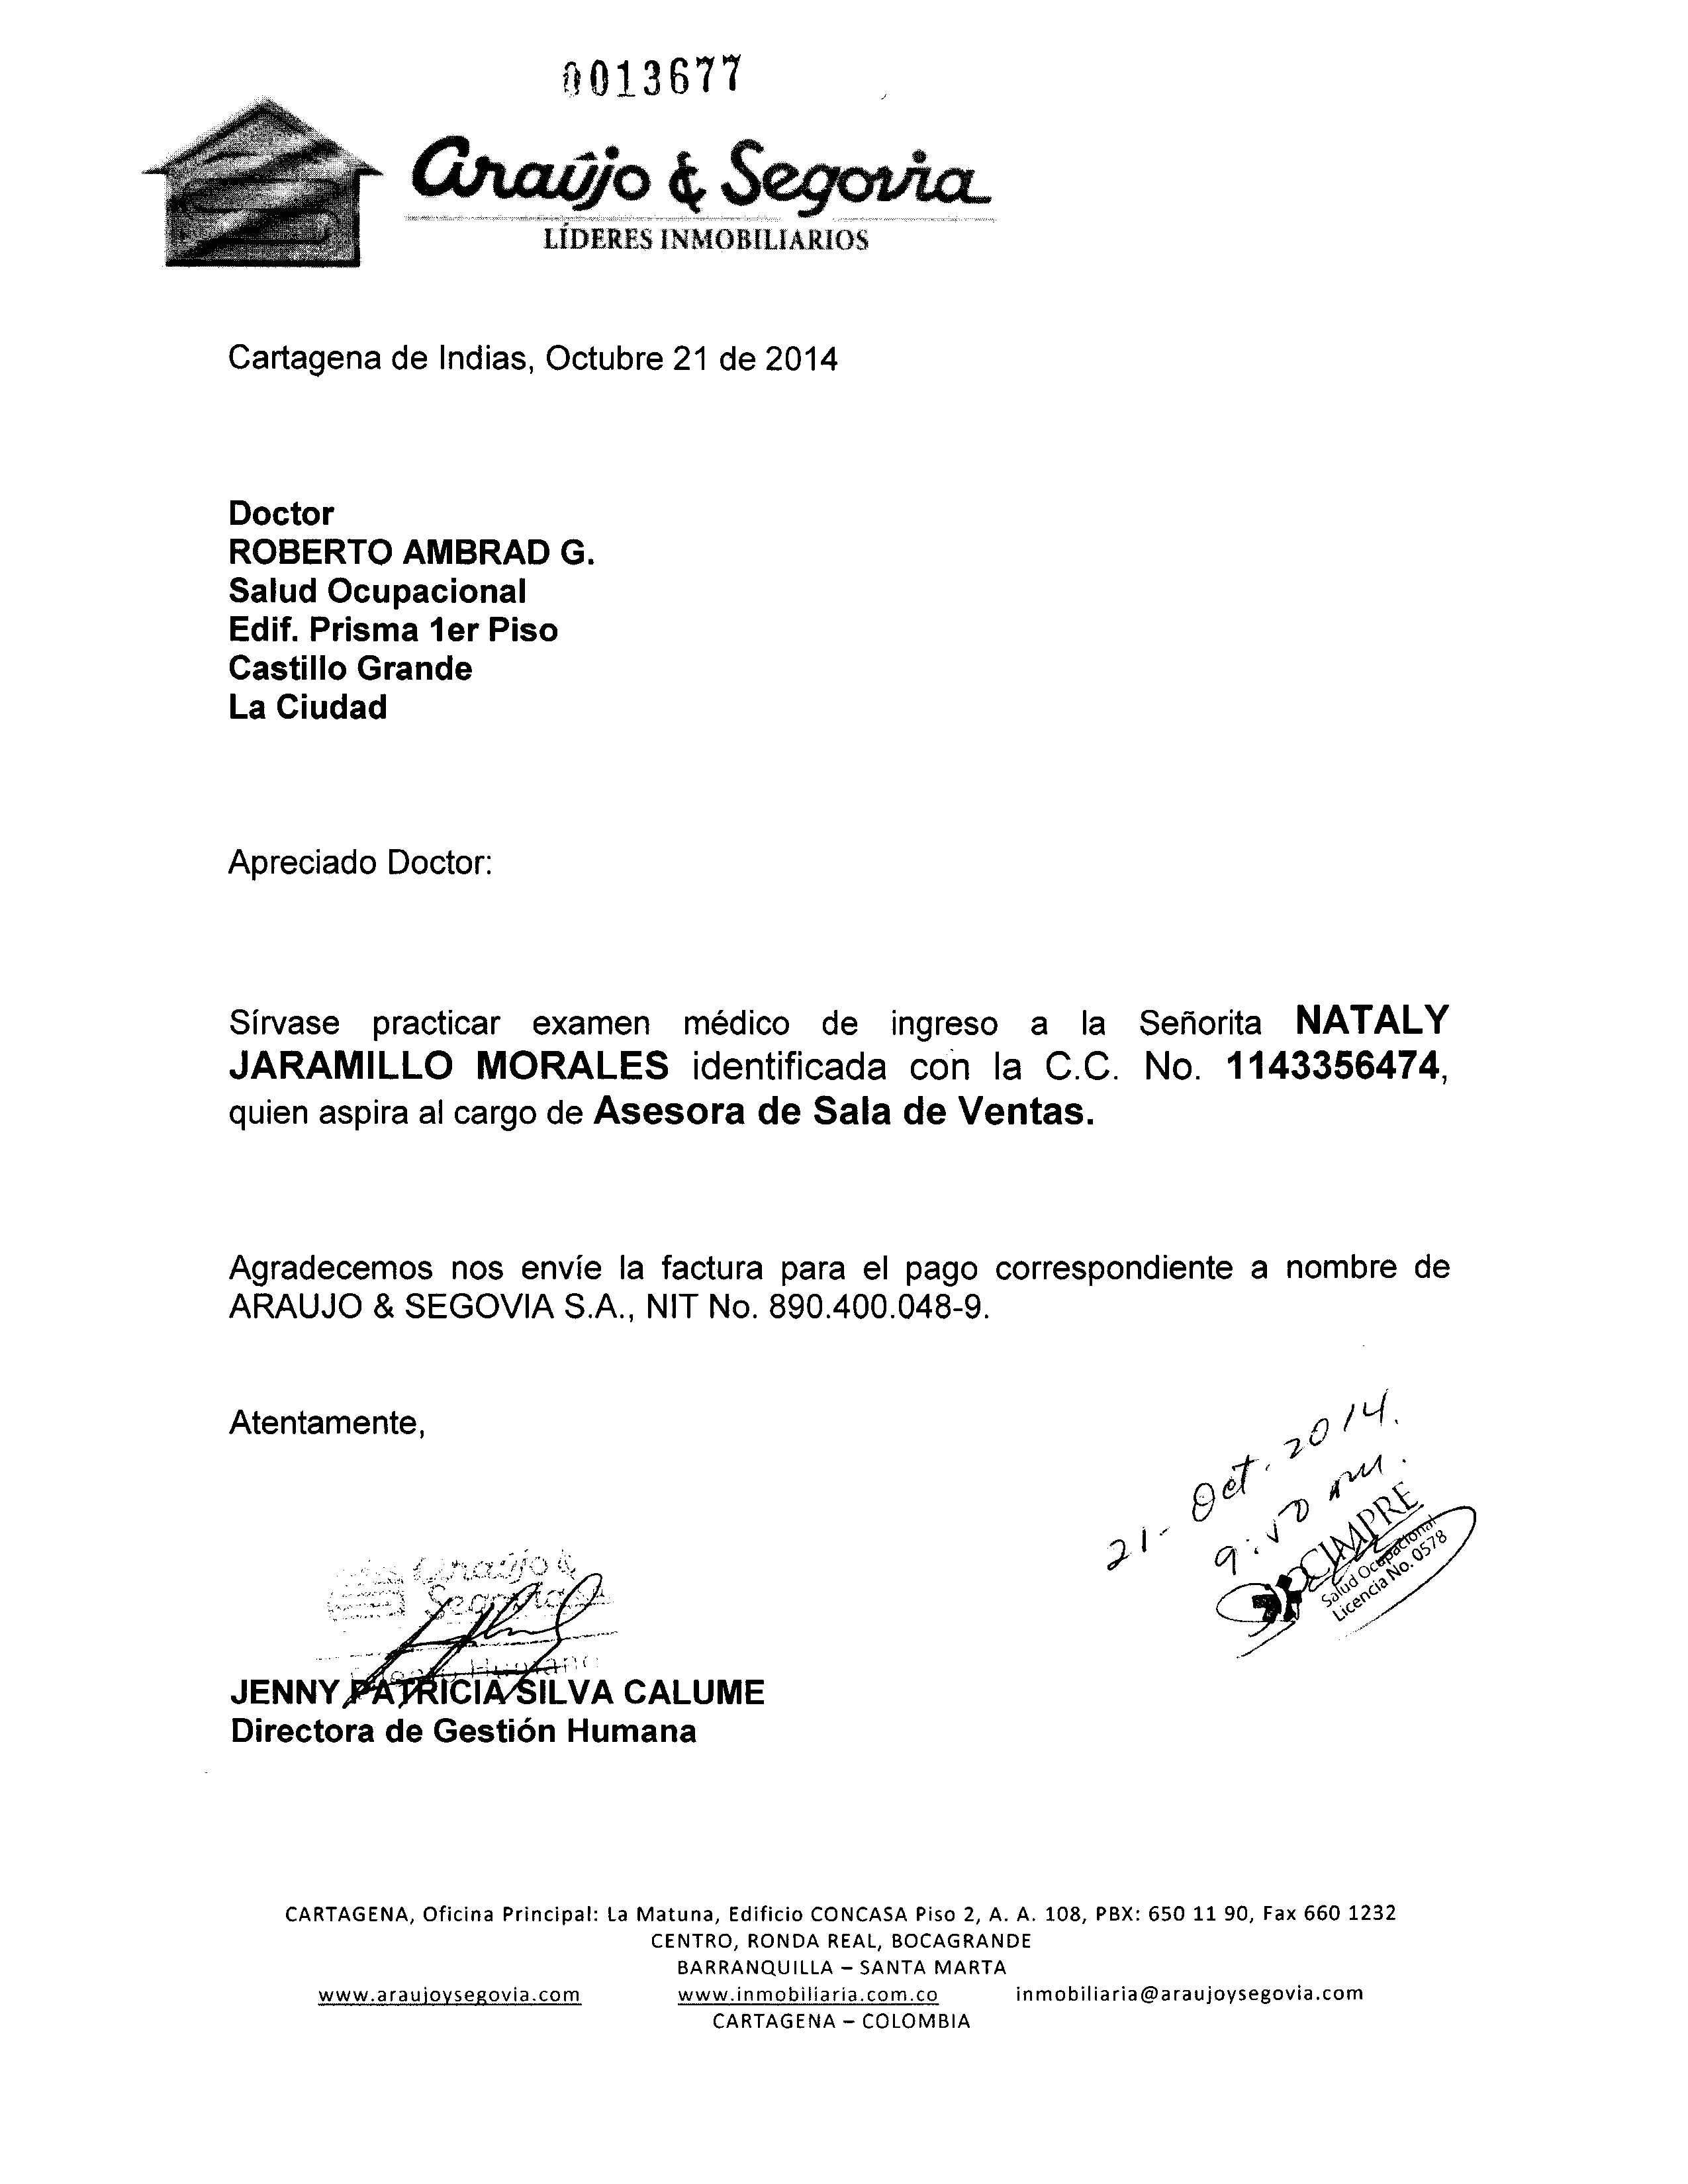 0013677
Araújo & Segovia
LÍDERES INMOBILIARIOS
Cartagena de Indias, Octubre 21 de 2014
Doctor
ROBERTO AMBRAD G.
Salud Ocupacional
Edif. Prisma 1er Piso
Castillo Grande
La Ciudad
Apreciado Doctor:
Sírvase practicar examen médico de ingreso a la Señorita NATALY
JARAMILLO MORALES identificada con la C.C. No. 1143356474,
quien aspira al cargo de Asesora de Sala de Ventas.
Agradecemos nos envíe la factura para el pago correspondiente a nombre de
ARAUJO & SEGOVIA S.A., NIT No. 890.400.048-9.
Atentamente,
21- Oct. 2014.
CIMPRE
Salud Ocupacional
Licencia No. 0578
Araújo &
Segovia
Humana
JENNY PATRICIA SILVA CALUME
Directora de Gestión Humana
CARTAGENA, Oficina Principal: La Matuna, Edificio CONCASA Piso 2, A. A. 108, PBX: 650 11 90, Fax 660 1232
CENTRO, RONDA REAL, BOCAGRANDE
BARRANQUILLA – SANTA MARTA
www.araujoysegovia.com www.inmobiliaria.com.co inmobiliaria@araujoysegovia.com
CARTAGENA – COLOMBIA